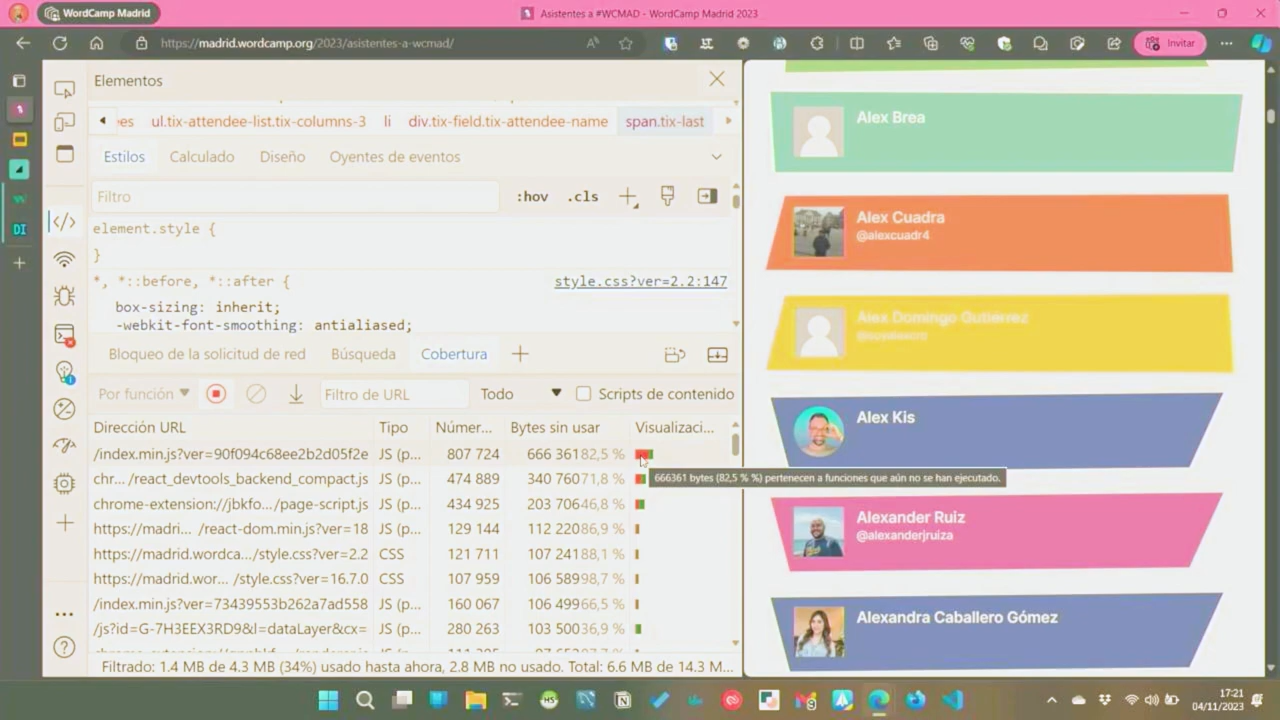 WordCamp Madrid
Asistentes a #WCMAD - WordCamp Madrid 2023
https://madrid.wordcamp.org/2023/asistentes-a-wcmad/
Invitar
Elementos
es ul.tix-attendee-list.tix-columns-3 li div.tix-field.tix-attendee-name span.tix-last
Estilos Calculado Diseño Oyentes de eventos
Filtro :hov .cls
element.style {
}
*, *::before, *::after { style.css?ver=2.2:147
box-sizing: inherit;
-webkit-font-smoothing: antialiased;
Bloqueo de la solicitud de red Búsqueda Cobertura
Por función Filtro de URL Todo Scripts de contenido
Dirección URL Tipo Númer... Bytes sin usar Visualizaci...
/index.min.js?ver=90f094c68ee2b2d05f2e JS (p... 807 724 666 361 82,5 %
666361 bytes (82,5 % %) pertenecen a funciones que aún no se han ejecutado.
chr... /react_devtools_backend_compact.js JS (p... 474 889 340 760 71,8 %
chrome-extension://jbkfo... /page-script.js JS (p... 434 925 203 706 46,8 %
https://madri... /react-dom.min.js?ver=18 JS (p... 129 144 112 220 86,9 %
https://madrid.wordca... /style.css?ver=2.2 CSS 121 711 107 241 88,1 %
https://madrid.wor... /style.css?ver=16.7.0 CSS 107 959 106 589 98,7 %
/index.min.js?ver=73439553b262a7ad558 JS (p... 160 067 106 499 66,5 %
/js?id=G-7H3EEX3RD9&l=dataLayer&cx= JS (p... 280 263 103 500 36,9 %
Filtrado: 1.4 MB de 4.3 MB (34%) usado hasta ahora, 2.8 MB no usado. Total: 6.6 MB de 14.3 M...
Alex Brea
Alex Cuadra
@alexcuadr4
Alex Domingo Gutiérrez
Alex Kis
Alexander Ruiz
@alexanderjruiza
Alexandra Caballero Gómez
DI
HS
17:21
04/11/2023